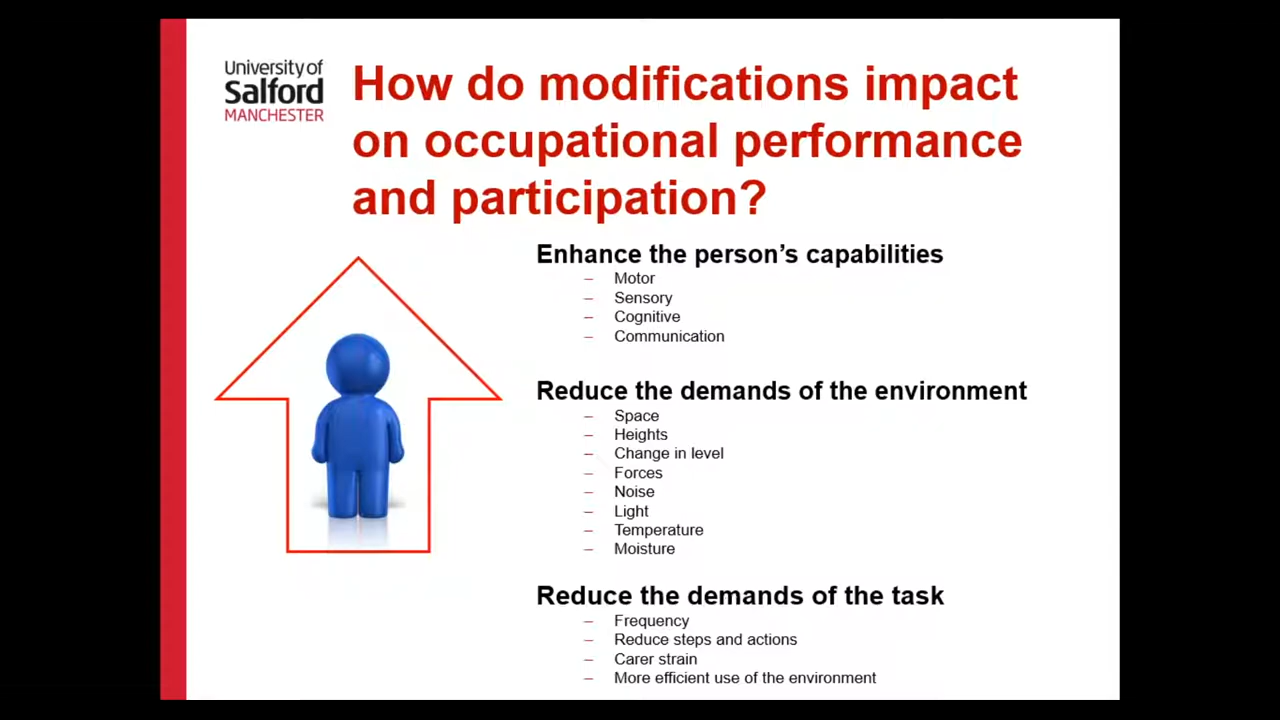 University of
Salford
MANCHESTER
How do modifications impact
on occupational performance
and participation?
Enhance the person's capabilities
– Motor
– Sensory
– Cognitive
– Communication
Reduce the demands of the environment
– Space
– Heights
– Change in level
– Forces
– Noise
– Light
– Temperature
– Moisture
Reduce the demands of the task
– Frequency
– Reduce steps and actions
– Carer strain
– More efficient use of the environment